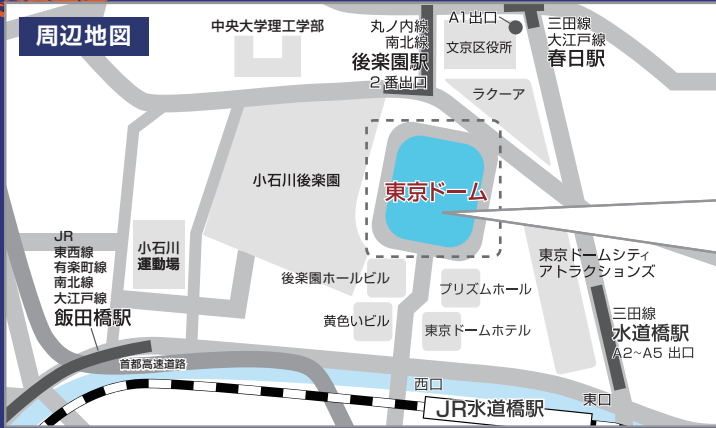 周辺地図
中央大学理工学部
丸ノ内線
南北線
後楽園駅
2番出口
A1出口
文京区役所
三田線
大江戸線
春日駅
ラクーア
小石川後楽園
東京ドーム
小石川
運動場
JR
東西線
有楽町線
南北線
大江戸線
飯田橋駅
後楽園ホールビル
黄色いビル
プリズムホール
東京ドームホテル
東京ドームシティ
アトラクションズ
三田線
水道橋駅
A2~A5 出口
首都高速道路
西口
JR水道橋駅
東口